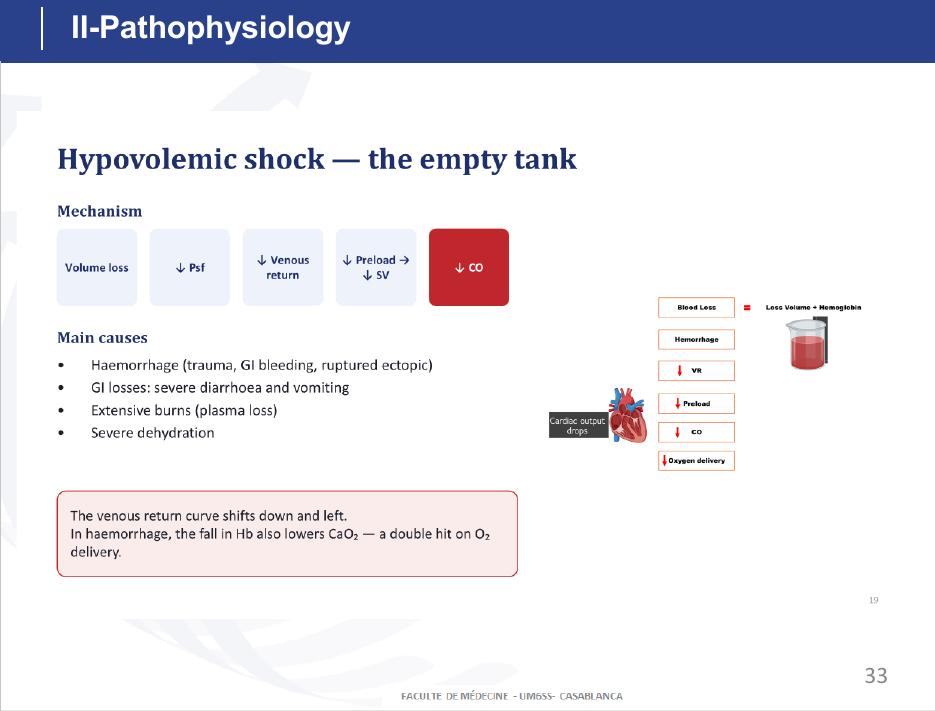 II-Pathophysiology
Hypovolemic shock — the empty tank
Mechanism
Volume loss
↓ Psf
↓ Venous
return
↓ Preload →
↓ SV
↓ CO
Main causes
• Haemorrhage (trauma, GI bleeding, ruptured ectopic)
• GI losses: severe diarrhoea and vomiting
• Extensive burns (plasma loss)
• Severe dehydration
The venous return curve shifts down and left.
In haemorrhage, the fall in Hb also lowers CaO₂ — a double hit on O₂
delivery.
Blood Loss = Loss Volume + Hemoglobin
Hemorrhage
↓ VR
↓ Preload
↓ CO
↓ Oxygen delivery
Cardiac output
drops
19
33
FACULTE DE MÉDECINE - UM6SS- CASABLANCA